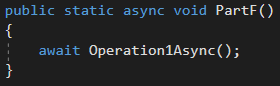 public static async void PartF()
{
    await Operation1Async();
}